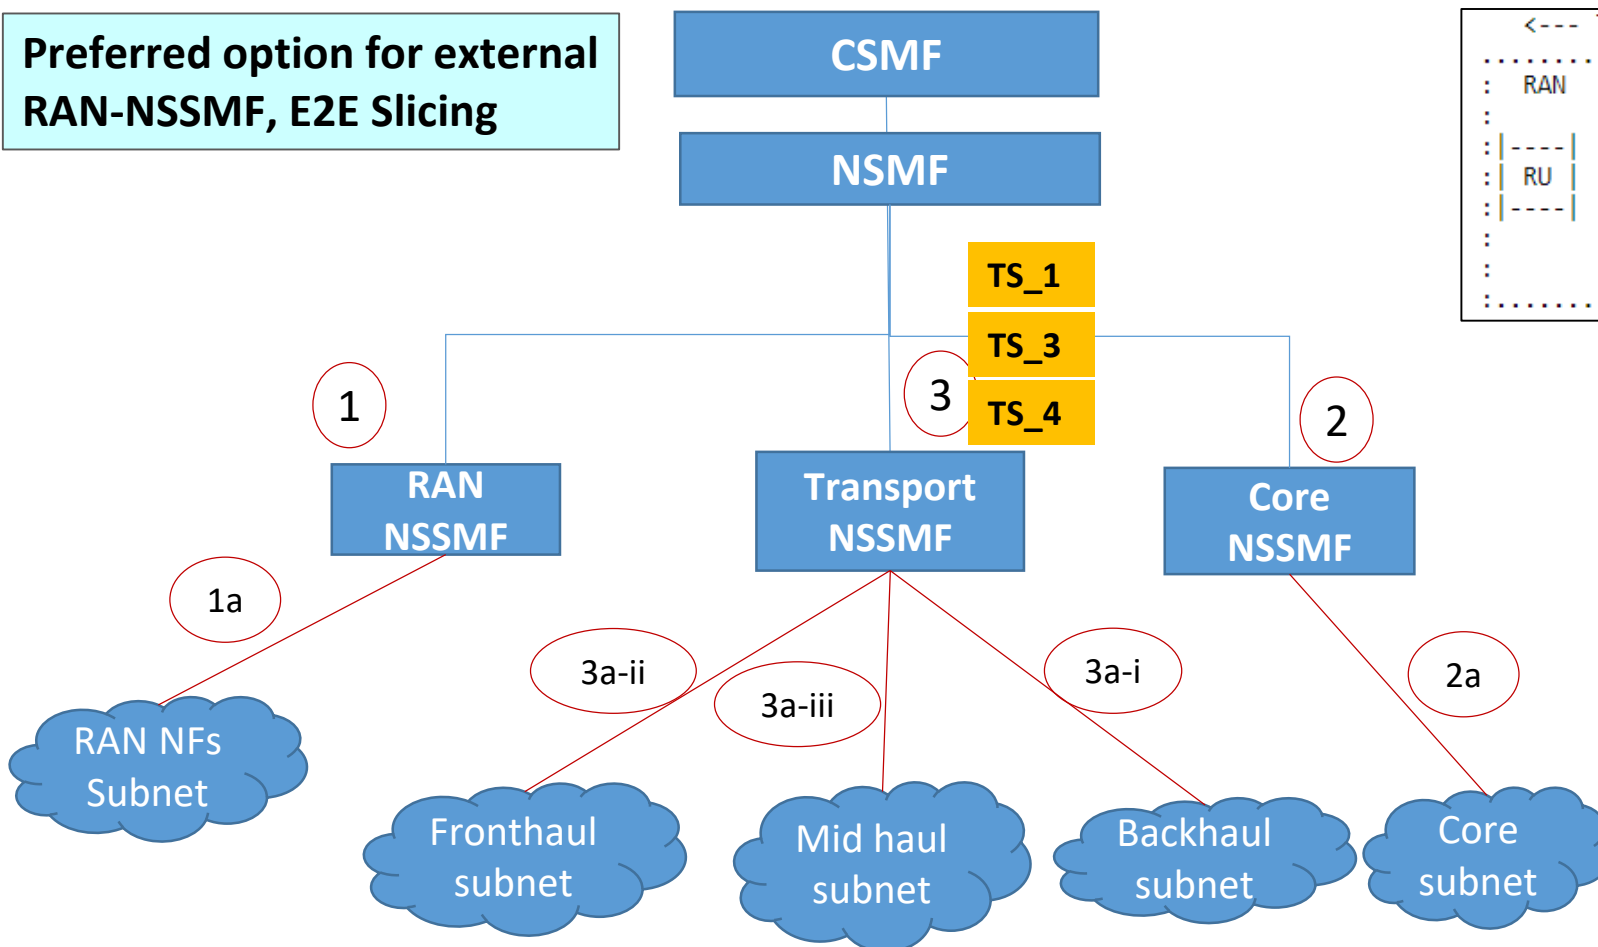 Preferred option for external
RAN-NSSMF, E2E Slicing
CSMF
NSMF
<---
........
: RAN
:
:|----|
:| RU |
:|----|
:
:
:.......
TS_1
TS_3
TS_4
1
3
2
RAN
NSSMF
Transport
NSSMF
Core
NSSMF
1a
3a-ii
3a-iii
3a-i
2a
RAN NFs
Subnet
Fronthaul
subnet
Mid haul
subnet
Backhaul
subnet
Core
subnet